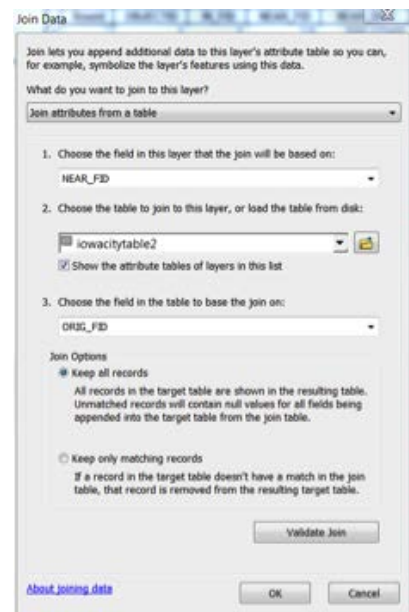 Join Data
Join lets you append additional data to this layer's attribute table so you can,
for example, symbolize the layer's features using this data.
What do you want to join to this layer?
Join attributes from a table
1. Choose the field in this layer that the join will be based on:
NEAR_FID
2. Choose the table to join to this layer, or load the table from disk:
iowacitytable2
Show the attribute tables of layers in this list
3. Choose the field in the table to base the join on:
ORIG_FID
Join Options
Keep all records
All records in the target table are shown in the resulting table.
Unmatched records will contain null values for all fields being
appended into the target table from the join table.
Keep only matching records
If a record in the target table doesn't have a match in the join
table, that record is removed from the resulting target table.
Validate Join
About joining data
OK
Cancel